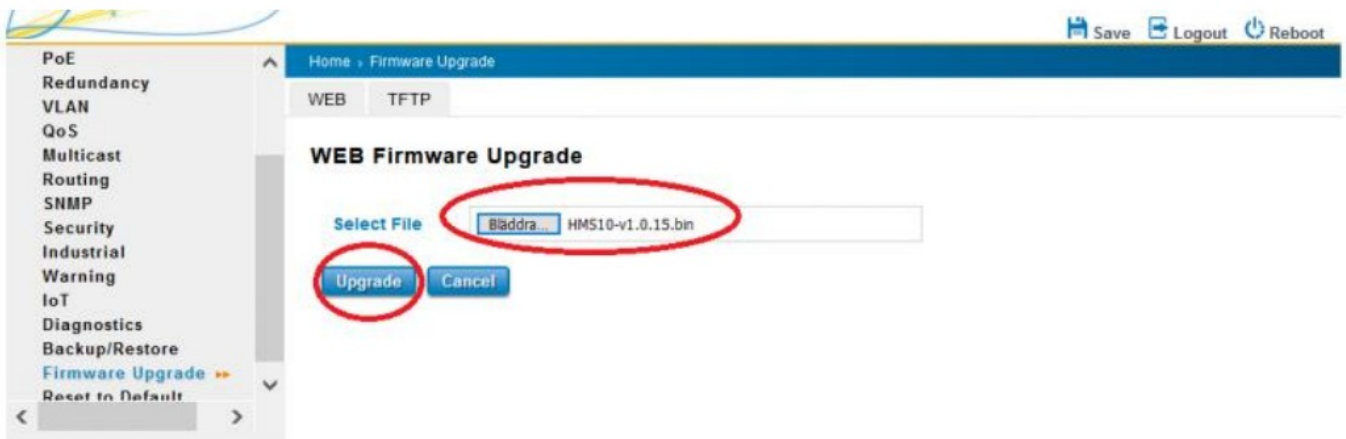 Save Logout Reboot
PoE
Redundancy
VLAN
QoS
Multicast
Routing
SNMP
Security
Industrial
Warning
IoT
Diagnostics
Backup/Restore
Firmware Upgrade
Reset to Default
Home › Firmware Upgrade
WEB TFTP
WEB Firmware Upgrade
Select File Bläddra... HMS10-v1.0.15.bin
Upgrade Cancel